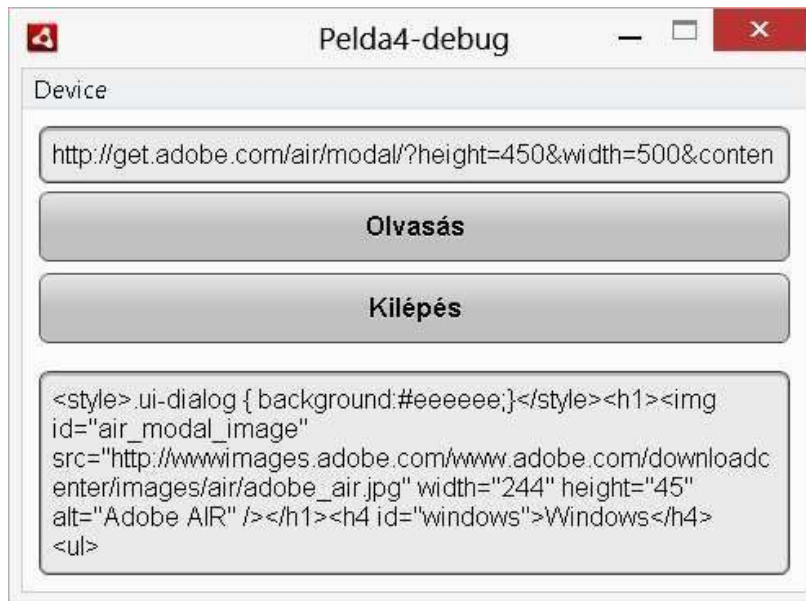 Pelda4-debug
Device
http://get.adobe.com/air/modal/?height=450&width=500&conten
Olvasás
Kilépés
<style>.ui-dialog { background:#eeeeee;}</style><h1><img
id="air_modal_image"
src="http://wwwimages.adobe.com/www.adobe.com/downloadc
enter/images/air/adobe_air.jpg" width="244" height="45"
alt="Adobe AIR" /></h1><h4 id="windows">Windows</h4>
<ul>